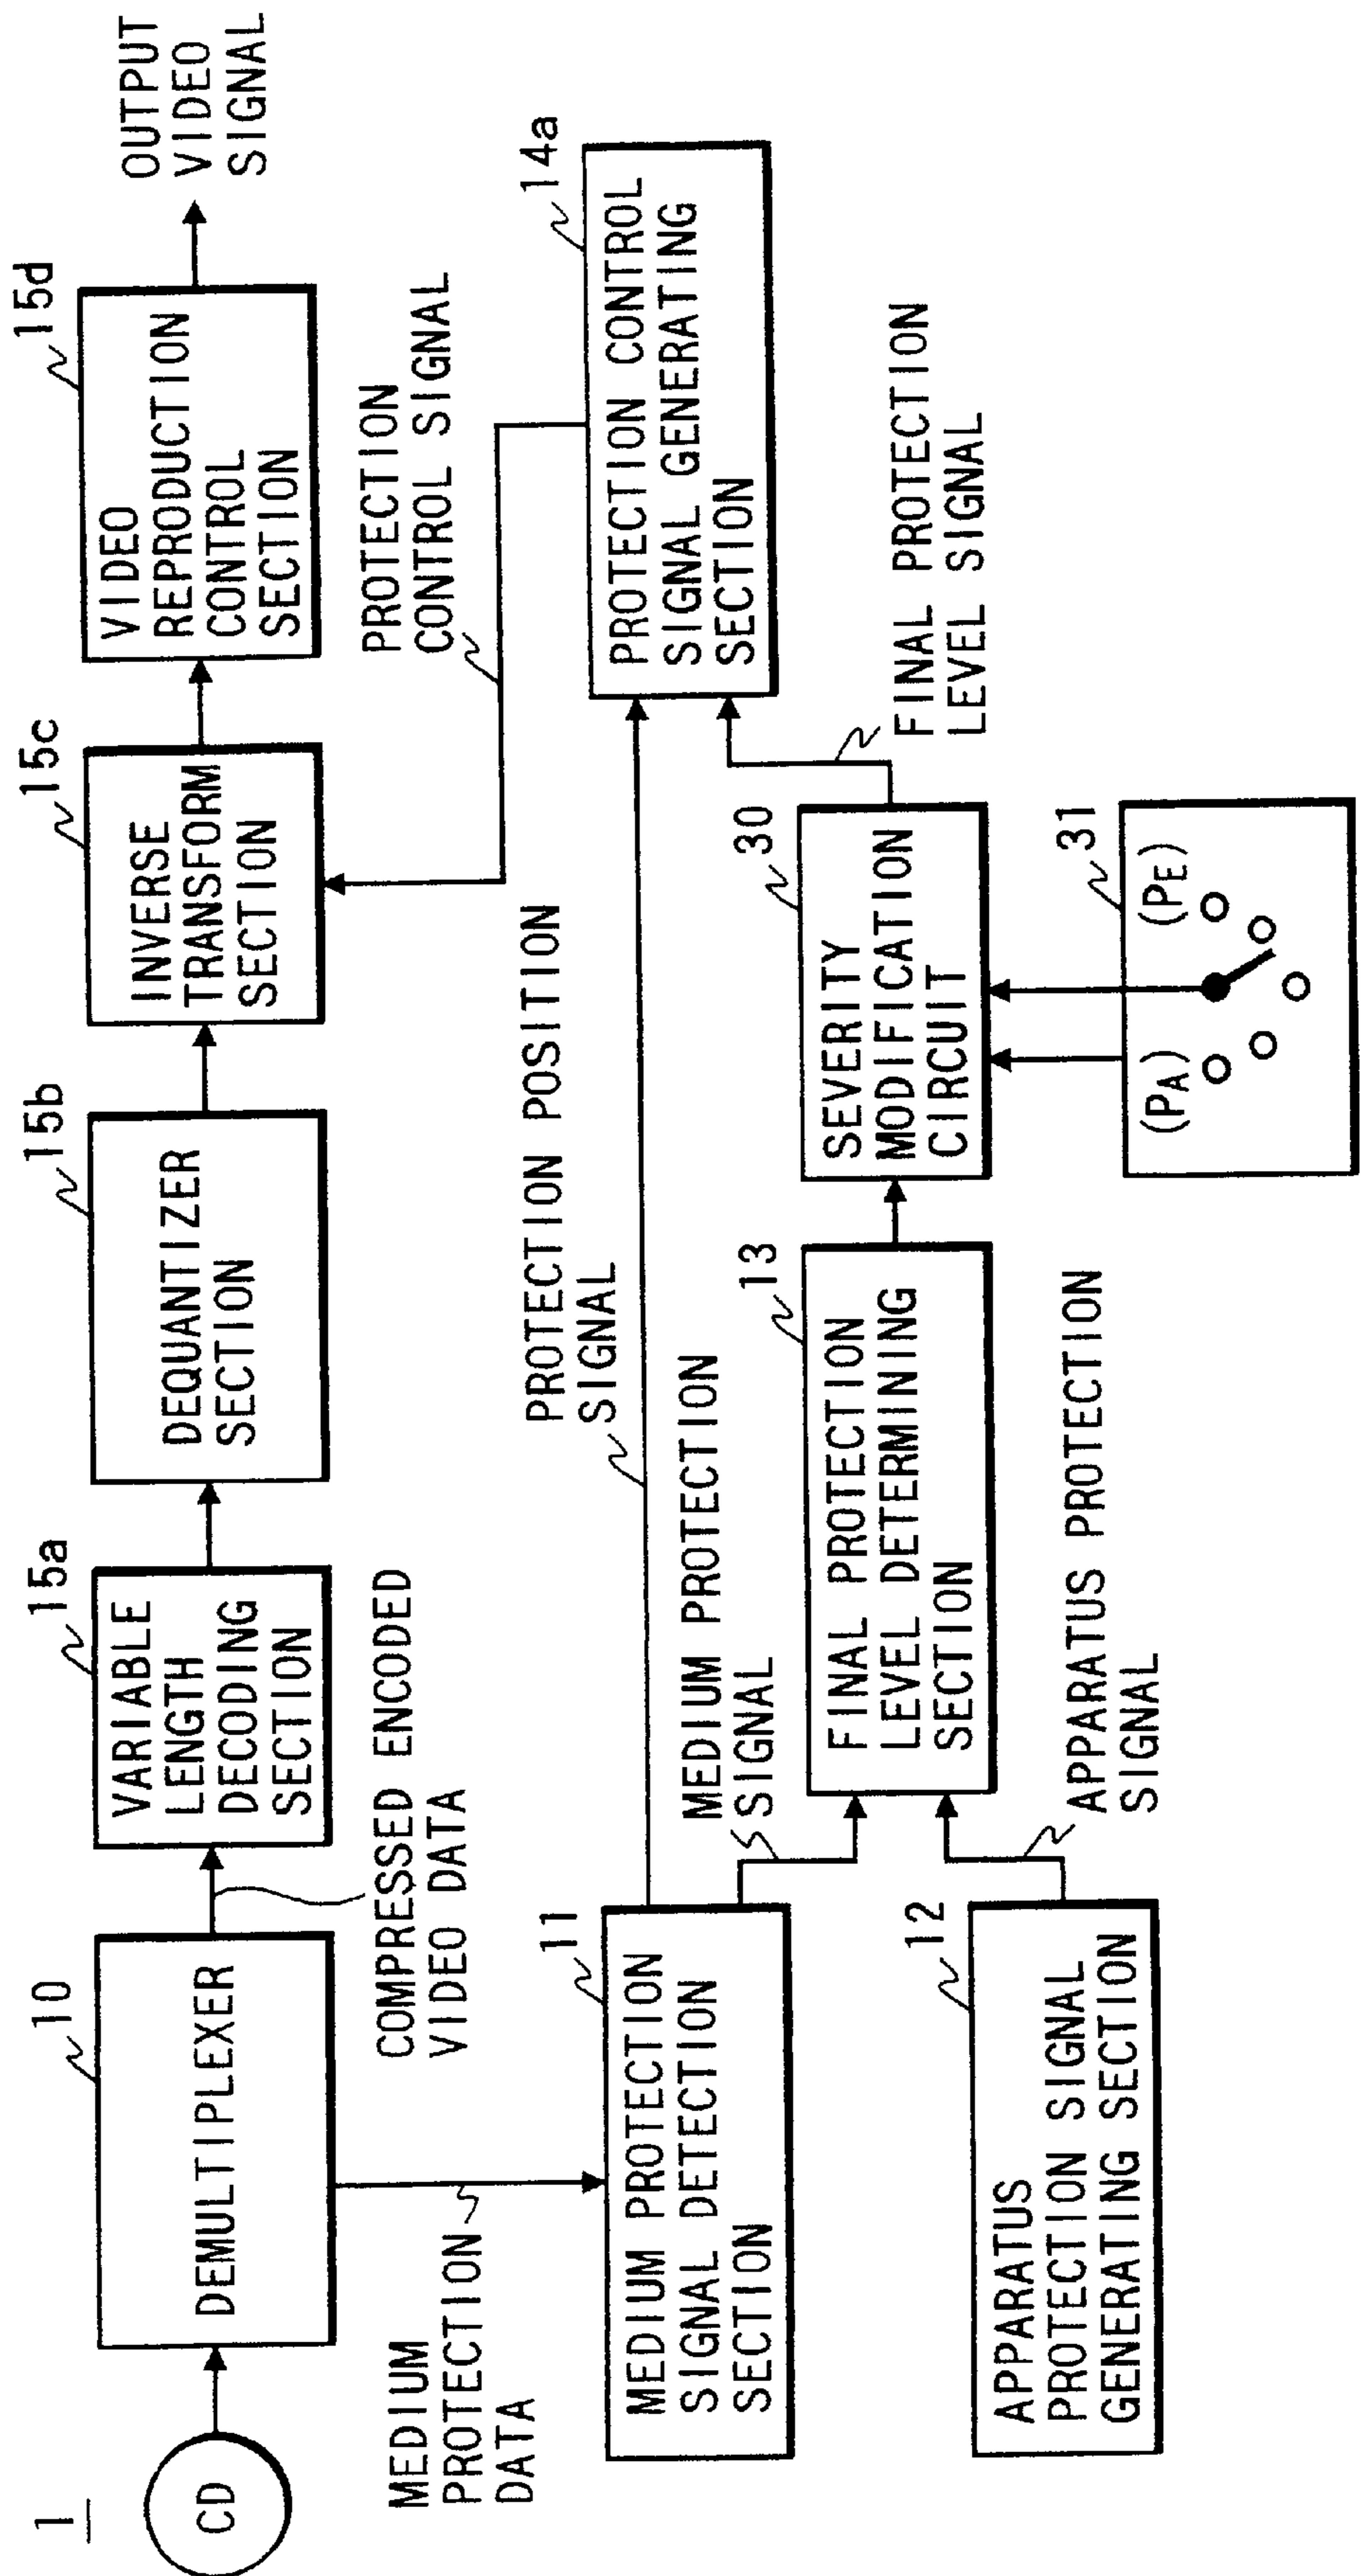 1
CD
10
DEMULTIPLEXER
COMPRESSED ENCODED
VIDEO DATA
15a
VARIABLE
LENGTH
DECODING
SECTION
15b
DEQUANTIZER
SECTION
15c
INVERSE
TRANSFORM
SECTION
15d
VIDEO
REPRODUCTION
CONTROL
SECTION
OUTPUT
VIDEO
SIGNAL
MEDIUM
PROTECTION
DATA
PROTECTION
CONTROL SIGNAL
11
MEDIUM PROTECTION
SIGNAL DETECTION
SECTION
PROTECTION POSITION
SIGNAL
14a
PROTECTION CONTROL
SIGNAL GENERATING
SECTION
MEDIUM PROTECTION
SIGNAL
13
FINAL PROTECTION
LEVEL DETERMINING
SECTION
30
SEVERITY
MODIFICATION
CIRCUIT
FINAL PROTECTION
LEVEL SIGNAL
12
APPARATUS
PROTECTION SIGNAL
GENERATING SECTION
APPARATUS PROTECTION
SIGNAL
31
(PA)
(PE)